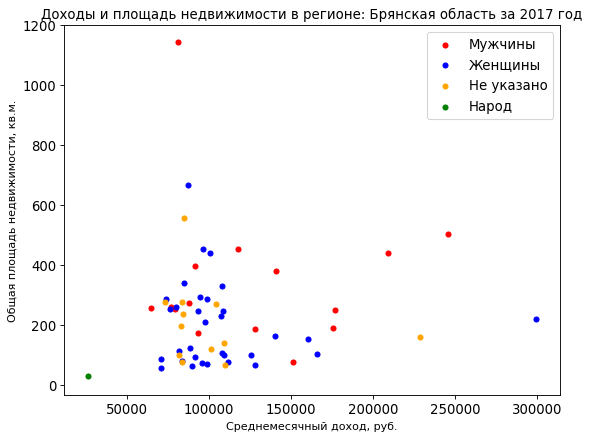 Доходы и площадь недвижимости в регионе: Брянская область за 2017 год
Мужчины
Женщины
Не указано
Народ
Общая площадь недвижимости, кв.м.
1200
1000
800
600
400
200
0
50000 100000 150000 200000 250000 300000
Среднемесячный доход, руб.